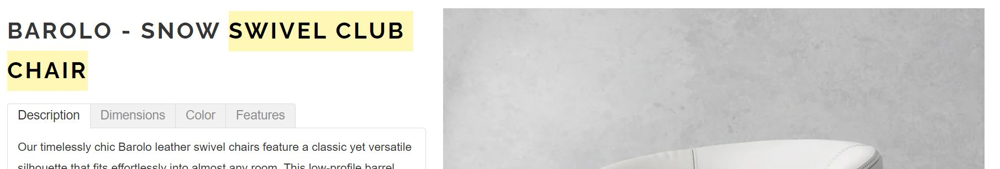 BAROLO - SNOW SWIVEL CLUB
CHAIR
Description Dimensions Color Features
Our timelessly chic Barolo leather swivel chairs feature a classic yet versatile
silhouette that fits effortlessly into almost any room. This low-profile barrel